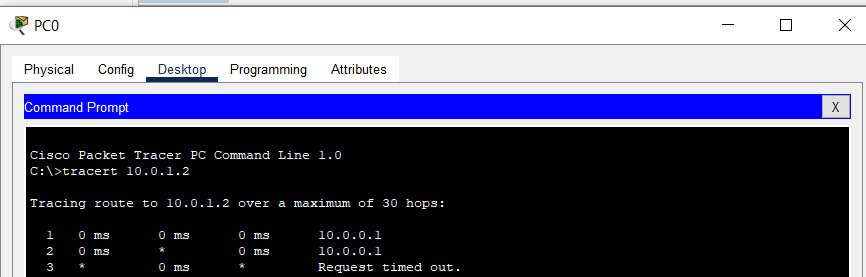 PC0
Physical Config Desktop Programming Attributes
Command Prompt X
Cisco Packet Tracer PC Command Line 1.0
C:\>tracert 10.0.1.2
Tracing route to 10.0.1.2 over a maximum of 30 hops:
1 0 ms 0 ms 0 ms 10.0.0.1
2 0 ms * 0 ms 10.0.0.1
3 * 0 ms * Request timed out.